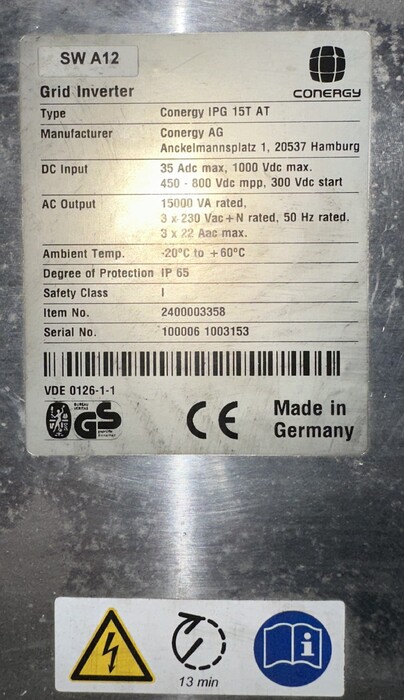 SW A12
CONERGY
Grid Inverter
Type Conergy IPG 15T AT
Manufacturer Conergy AG
Anckelmannsplatz 1, 20537 Hamburg
DC Input 35 Adc max, 1000 Vdc max.
450 - 800 Vdc mpp, 300 Vdc start
AC Output 15000 VA rated,
3 x 230 Vac+N rated, 50 Hz rated.
3 x 22 Aac max.
Ambient Temp. -20°C to +60°C
Degree of Protection IP 65
Safety Class I
Item No. 2400003358
Serial No. 100006 1003153
VDE 0126-1-1
BUREAU
VERITAS
GS
CE
Made in
Germany
13 min
i